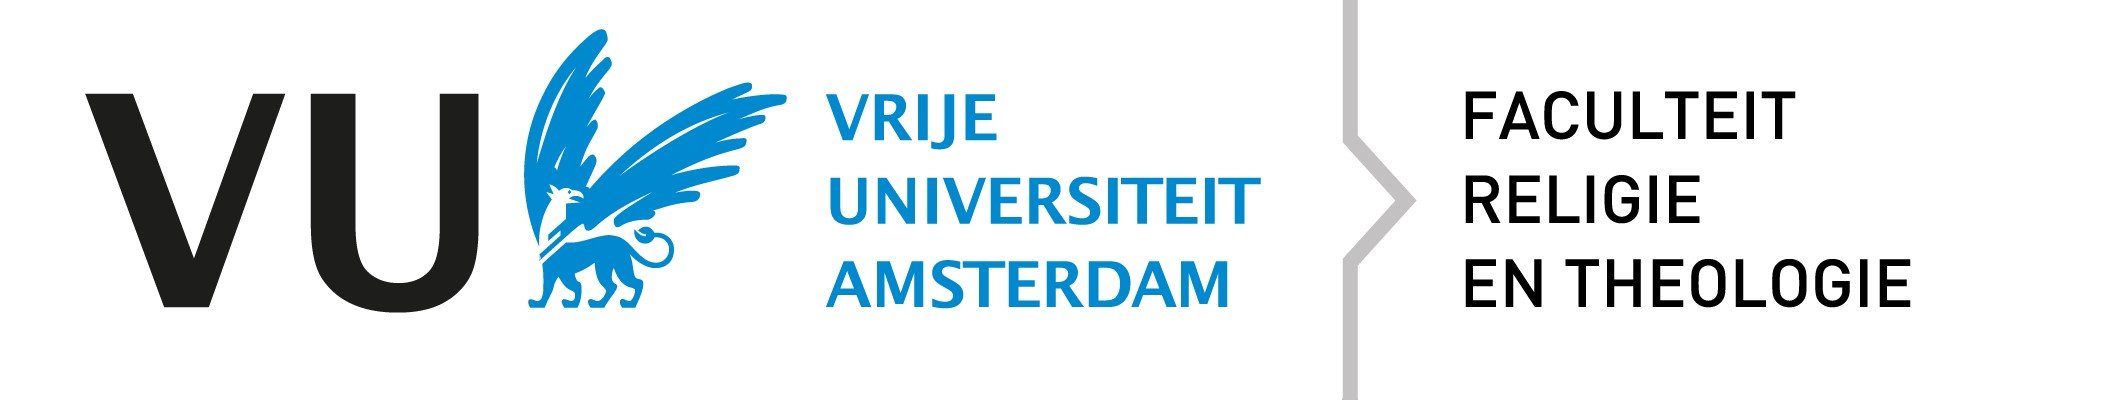 VU
VRIJE
UNIVERSITEIT
AMSTERDAM
FACULTEIT
RELIGIE
EN THEOLOGIE